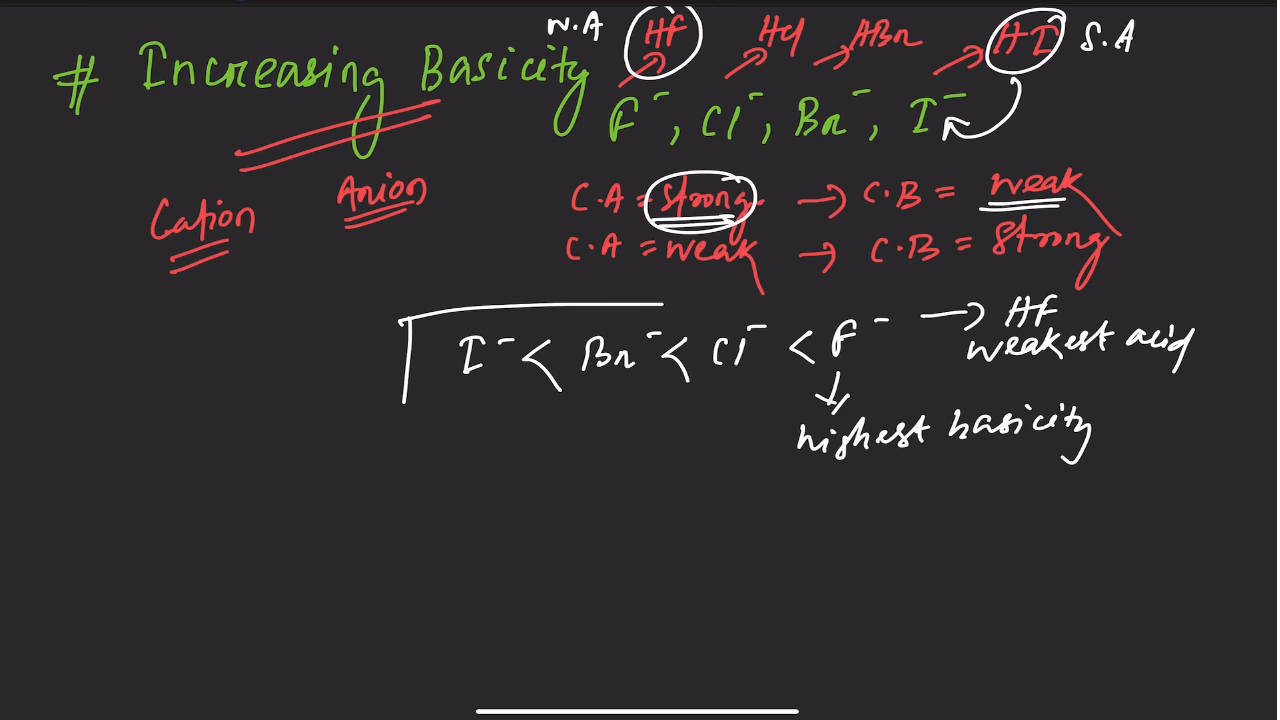 W.A HF HCl HBr HI S.A
# Increasing Basicity F⁻, Cl⁻, Br⁻, I⁻
Cation Anion
C.A = strong → C.B = weak
C.A = weak → C.B = strong
I⁻ < Br⁻ < Cl⁻ < F⁻ → HF
weakest acid
highest basicity